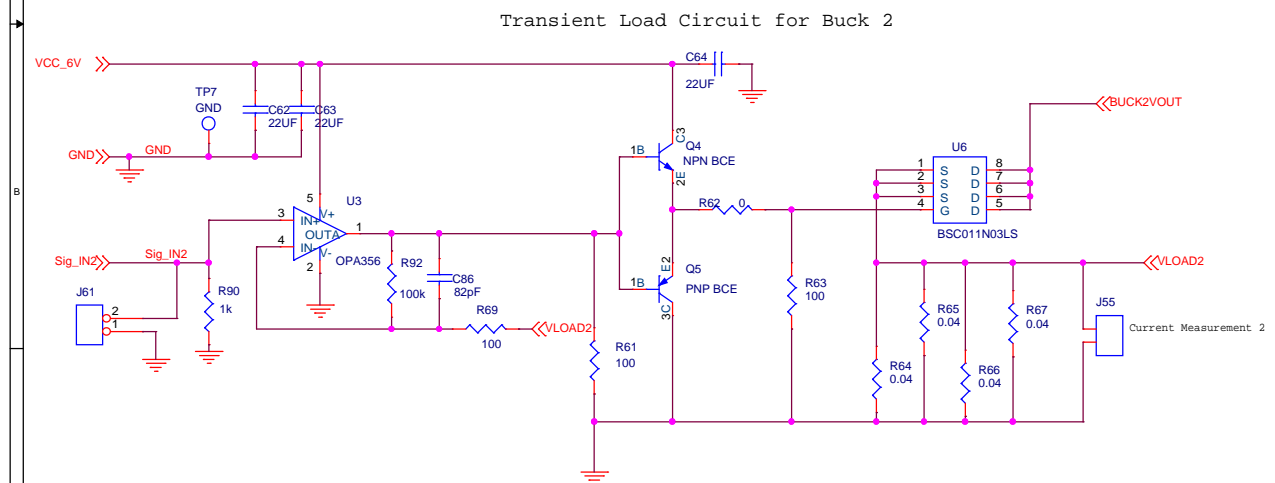 Transient Load Circuit for Buck 2
VCC_6V
C64
22UF
TP7
GND
C62
22UF
C63
22UF
BUCK2VOUT
GND
GND
C3
1B
Q4
NPN BCE
2E
U6
1 S D 8
2 S D 7
3 S D 6
4 G D 5
BSC011N03LS
R62 0
U3
5
V+
3 IN+
OUTA 1
4 IN-
V-
2
OPA356
Sig_IN2
Sig_IN2
R92
100k
C86
82pF
E2
1B
Q5
PNP BCE
3C
R63
100
VLOAD2
J61
2
1
R90
1k
R69
100
VLOAD2
R61
100
R65
0.04
R67
0.04
J55
Current Measurement 2
R64
0.04
R66
0.04
B